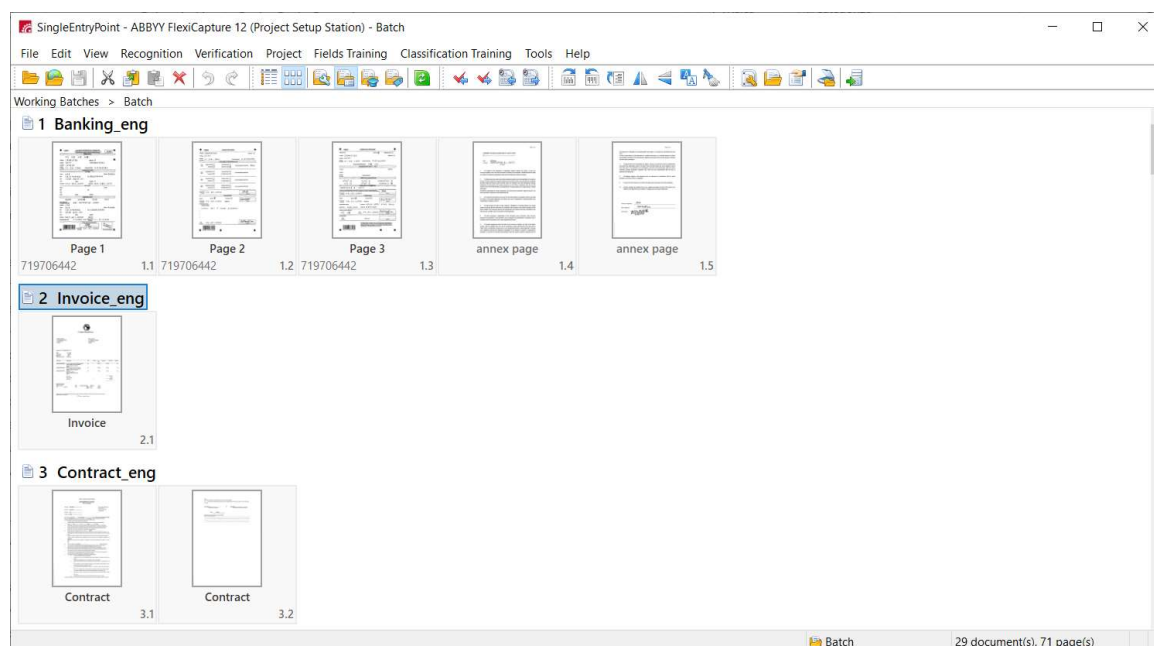 SingleEntryPoint - ABBYY FlexiCapture 12 (Project Setup Station) - Batch
File Edit View Recognition Verification Project Fields Training Classification Training Tools Help
Working Batches > Batch
1 Banking_eng
Page 1 Page 2 Page 3 annex page annex page
719706442 1.1 719706442 1.2 719706442 1.3 1.4 1.5
2 Invoice_eng
Invoice
2.1
3 Contract_eng
Contract Contract
3.1 3.2
Batch 29 document(s), 71 page(s)